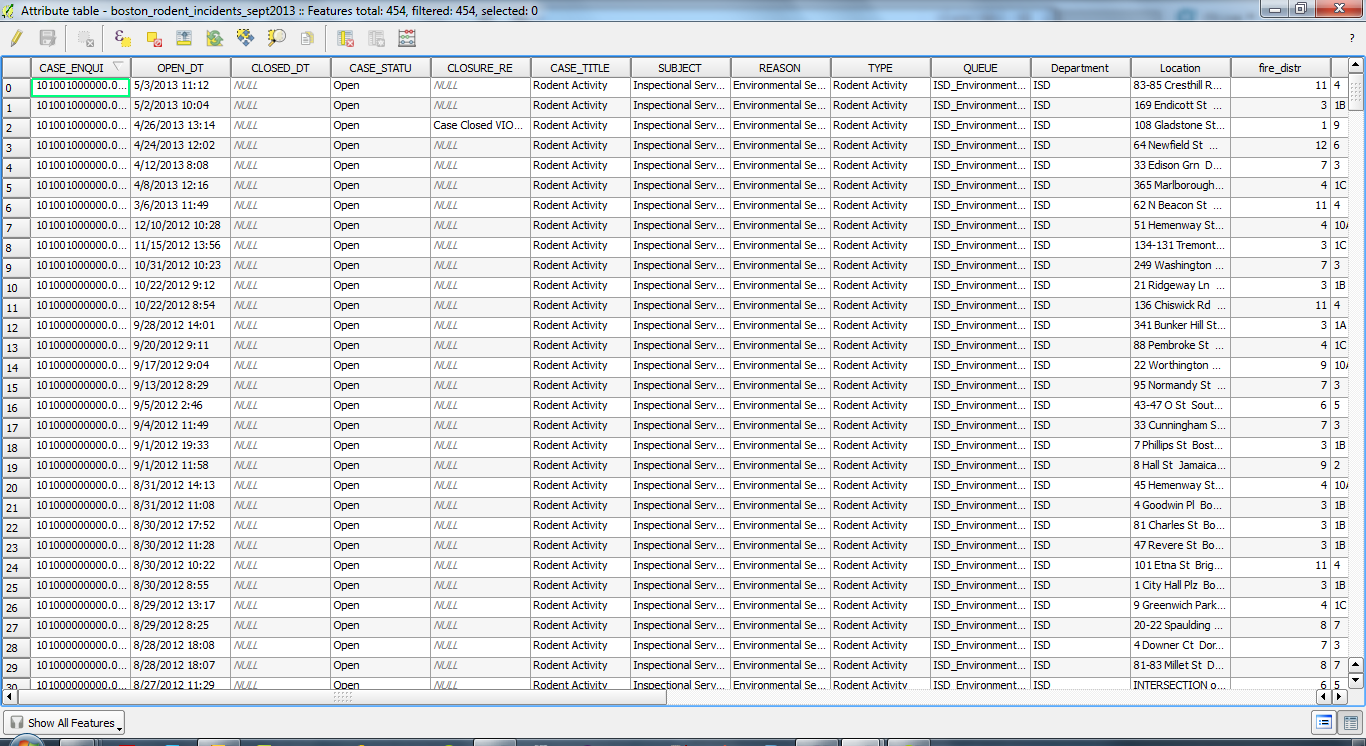 Attribute table - boston_rodent_incidents_sept2013 :: Features total: 454, filtered: 454, selected: 0
?
CASE_ENQUI OPEN_DT CLOSED_DT CASE_STATU CLOSURE_RE CASE_TITLE SUBJECT REASON TYPE QUEUE Department Location fire_distr
0 101001000000.0... 5/3/2013 11:12 NULL Open NULL Rodent Activity Inspectional Serv... Environmental Se... Rodent Activity ISD_Environment... ISD 83-85 Cresthill R... 11 4
1 101001000000.0... 5/2/2013 10:04 NULL Open NULL Rodent Activity Inspectional Serv... Environmental Se... Rodent Activity ISD_Environment... ISD 169 Endicott St ... 3 1B
2 101001000000.0... 4/26/2013 13:14 NULL Open Case Closed VIO... Rodent Activity Inspectional Serv... Environmental Se... Rodent Activity ISD_Environment... ISD 108 Gladstone St... 1 9
3 101001000000.0... 4/24/2013 12:02 NULL Open NULL Rodent Activity Inspectional Serv... Environmental Se... Rodent Activity ISD_Environment... ISD 64 Newfield St ... 12 6
4 101001000000.0... 4/12/2013 8:08 NULL Open NULL Rodent Activity Inspectional Serv... Environmental Se... Rodent Activity ISD_Environment... ISD 33 Edison Grn D... 7 3
5 101001000000.0... 4/8/2013 12:16 NULL Open NULL Rodent Activity Inspectional Serv... Environmental Se... Rodent Activity ISD_Environment... ISD 365 Marlborough... 4 1C
6 101001000000.0... 3/6/2013 11:49 NULL Open NULL Rodent Activity Inspectional Serv... Environmental Se... Rodent Activity ISD_Environment... ISD 62 N Beacon St ... 11 4
7 101001000000.0... 12/10/2012 10:28 NULL Open NULL Rodent Activity Inspectional Serv... Environmental Se... Rodent Activity ISD_Environment... ISD 51 Hemenway St... 4 10A
8 101001000000.0... 11/15/2012 13:56 NULL Open NULL Rodent Activity Inspectional Serv... Environmental Se... Rodent Activity ISD_Environment... ISD 134-131 Tremont... 3 1C
9 101001000000.0... 10/31/2012 10:23 NULL Open NULL Rodent Activity Inspectional Serv... Environmental Se... Rodent Activity ISD_Environment... ISD 249 Washington ... 7 3
10 101000000000.0... 10/22/2012 9:12 NULL Open NULL Rodent Activity Inspectional Serv... Environmental Se... Rodent Activity ISD_Environment... ISD 21 Ridgeway Ln ... 3 1B
11 101000000000.0... 10/22/2012 8:54 NULL Open NULL Rodent Activity Inspectional Serv... Environmental Se... Rodent Activity ISD_Environment... ISD 136 Chiswick Rd ... 11 4
12 101000000000.0... 9/28/2012 14:01 NULL Open NULL Rodent Activity Inspectional Serv... Environmental Se... Rodent Activity ISD_Environment... ISD 341 Bunker Hill St... 3 1A
13 101000000000.0... 9/20/2012 9:11 NULL Open NULL Rodent Activity Inspectional Serv... Environmental Se... Rodent Activity ISD_Environment... ISD 88 Pembroke St ... 4 1C
14 101000000000.0... 9/17/2012 9:04 NULL Open NULL Rodent Activity Inspectional Serv... Environmental Se... Rodent Activity ISD_Environment... ISD 22 Worthington ... 9 10A
15 101000000000.0... 9/13/2012 8:29 NULL Open NULL Rodent Activity Inspectional Serv... Environmental Se... Rodent Activity ISD_Environment... ISD 95 Normandy St ... 7 3
16 101000000000.0... 9/5/2012 2:46 NULL Open NULL Rodent Activity Inspectional Serv... Environmental Se... Rodent Activity ISD_Environment... ISD 43-47 O St Sout... 6 5
17 101000000000.0... 9/4/2012 11:49 NULL Open NULL Rodent Activity Inspectional Serv... Environmental Se... Rodent Activity ISD_Environment... ISD 33 Cunningham S... 7 3
18 101000000000.0... 9/1/2012 19:33 NULL Open NULL Rodent Activity Inspectional Serv... Environmental Se... Rodent Activity ISD_Environment... ISD 7 Phillips St Bost... 3 1B
19 101000000000.0... 9/1/2012 11:58 NULL Open NULL Rodent Activity Inspectional Serv... Environmental Se... Rodent Activity ISD_Environment... ISD 8 Hall St Jamaica... 9 2
20 101000000000.0... 8/31/2012 14:13 NULL Open NULL Rodent Activity Inspectional Serv... Environmental Se... Rodent Activity ISD_Environment... ISD 45 Hemenway St... 4 10A
21 101000000000.0... 8/31/2012 11:08 NULL Open NULL Rodent Activity Inspectional Serv... Environmental Se... Rodent Activity ISD_Environment... ISD 4 Goodwin Pl Bo... 3 1B
22 101000000000.0... 8/30/2012 17:52 NULL Open NULL Rodent Activity Inspectional Serv... Environmental Se... Rodent Activity ISD_Environment... ISD 81 Charles St Bo... 3 1B
23 101000000000.0... 8/30/2012 11:28 NULL Open NULL Rodent Activity Inspectional Serv... Environmental Se... Rodent Activity ISD_Environment... ISD 47 Revere St Bo... 3 1B
24 101000000000.0... 8/30/2012 10:22 NULL Open NULL Rodent Activity Inspectional Serv... Environmental Se... Rodent Activity ISD_Environment... ISD 101 Etna St Brig... 11 4
25 101000000000.0... 8/30/2012 8:55 NULL Open NULL Rodent Activity Inspectional Serv... Environmental Se... Rodent Activity ISD_Environment... ISD 1 City Hall Plz Bo... 3 1B
26 101000000000.0... 8/29/2012 13:17 NULL Open NULL Rodent Activity Inspectional Serv... Environmental Se... Rodent Activity ISD_Environment... ISD 9 Greenwich Park... 4 1C
27 101000000000.0... 8/29/2012 8:25 NULL Open NULL Rodent Activity Inspectional Serv... Environmental Se... Rodent Activity ISD_Environment... ISD 20-22 Spaulding ... 8 7
28 101000000000.0... 8/28/2012 18:08 NULL Open NULL Rodent Activity Inspectional Serv... Environmental Se... Rodent Activity ISD_Environment... ISD 4 Downer Ct Dor... 7 3
29 101000000000.0... 8/28/2012 18:07 NULL Open NULL Rodent Activity Inspectional Serv... Environmental Se... Rodent Activity ISD_Environment... ISD 81-83 Millet St D... 8 7
30 101000000000.0... 8/27/2012 11:29 NULL Open NULL Rodent Activity Inspectional Serv... Environmental Se... Rodent Activity ISD_Environment... ISD INTERSECTION o... 6 5
Show All Features